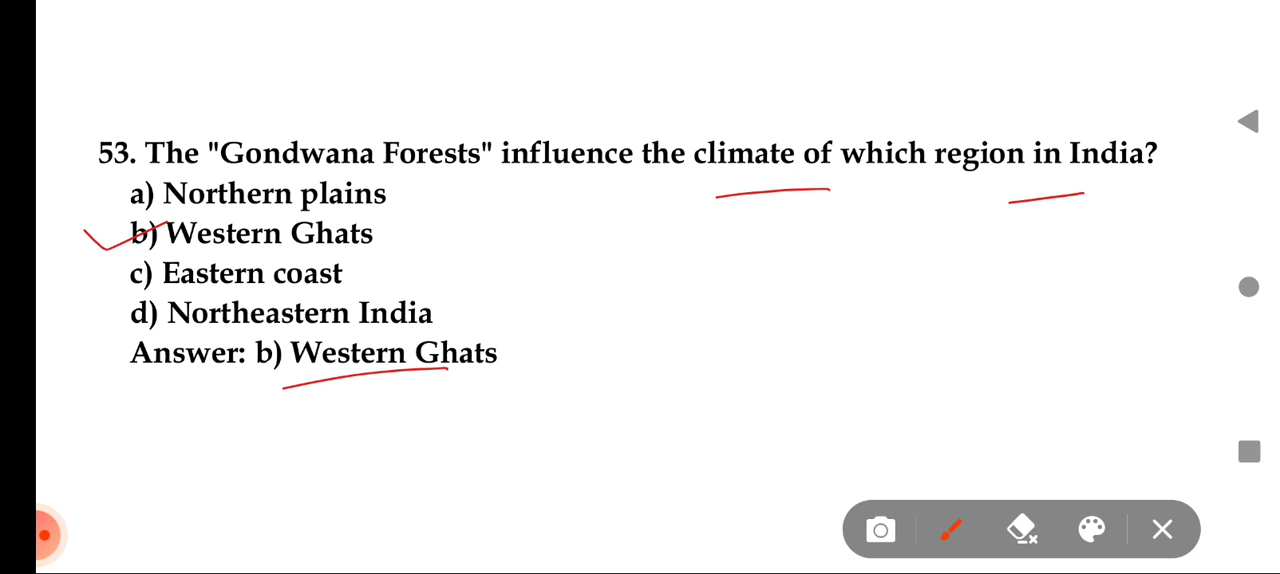 53. The "Gondwana Forests" influence the climate of which region in India?
a) Northern plains
b) Western Ghats
c) Eastern coast
d) Northeastern India
Answer: b) Western Ghats